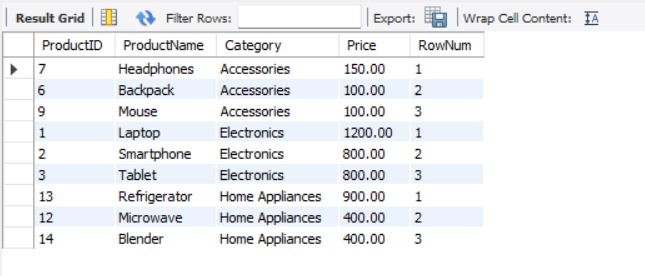 Result Grid Filter Rows: Export: Wrap Cell Content: IA
ProductID ProductName Category Price RowNum
7 Headphones Accessories 150.00 1
6 Backpack Accessories 100.00 2
9 Mouse Accessories 100.00 3
1 Laptop Electronics 1200.00 1
2 Smartphone Electronics 800.00 2
3 Tablet Electronics 800.00 3
13 Refrigerator Home Appliances 900.00 1
12 Microwave Home Appliances 400.00 2
14 Blender Home Appliances 400.00 3